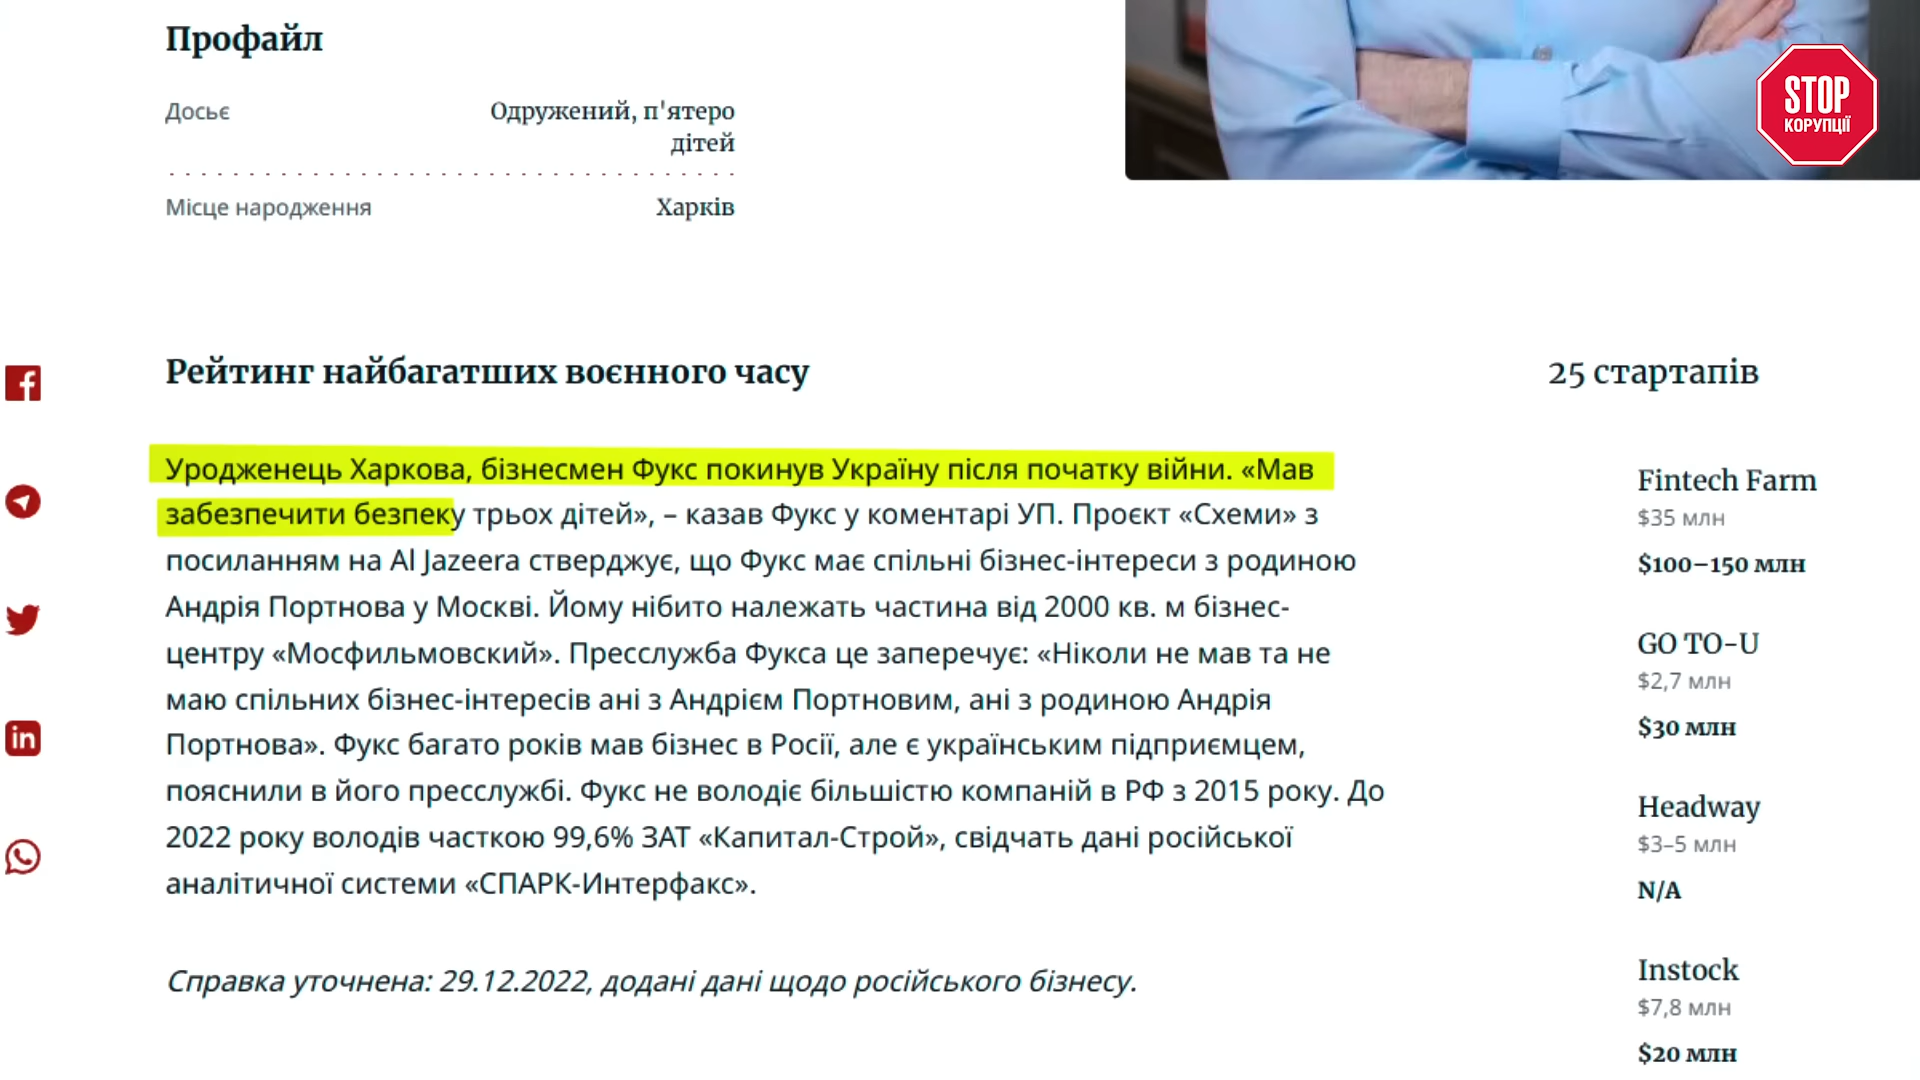 Профайл
Досьє
Одружений, п'ятеро
дітей
Місце народження
Харків
STOP
КОРУПЦІЇ
Рейтинг найбагатших воєнного часу
Уродженець Харкова, бізнесмен Фукс покинув Україну після початку війни. «Мав
забезпечити безпеку трьох дітей», – казав Фукс у коментарі УП. Проєкт «Схеми» з
посиланням на Al Jazeera стверджує, що Фукс має спільні бізнес-інтереси з родиною
Андрія Портнова у Москві. Йому нібито належать частина від 2000 кв. м бізнес-
центру «Мосфильмовский». Пресслужба Фукса це заперечує: «Ніколи не мав та не
маю спільних бізнес-інтересів ані з Андрієм Портновим, ані з родиною Андрія
Портнова». Фукс багато років мав бізнес в Росії, але є українським підприємцем,
пояснили в його пресслужбі. Фукс не володіє більшістю компаній в РФ з 2015 року. До
2022 року володів часткою 99,6% ЗАТ «Капитал-Строй», свідчать дані російської
аналітичної системи «СПАРК-Интерфакс».
Справка уточнена: 29.12.2022, додані дані щодо російського бізнесу.
25 стартапів
Fintech Farm
$35 млн
$100–150 млн
GO TO-U
$2,7 млн
$30 млн
Headway
$3–5 млн
N/A
Instock
$7,8 млн
$20 млн